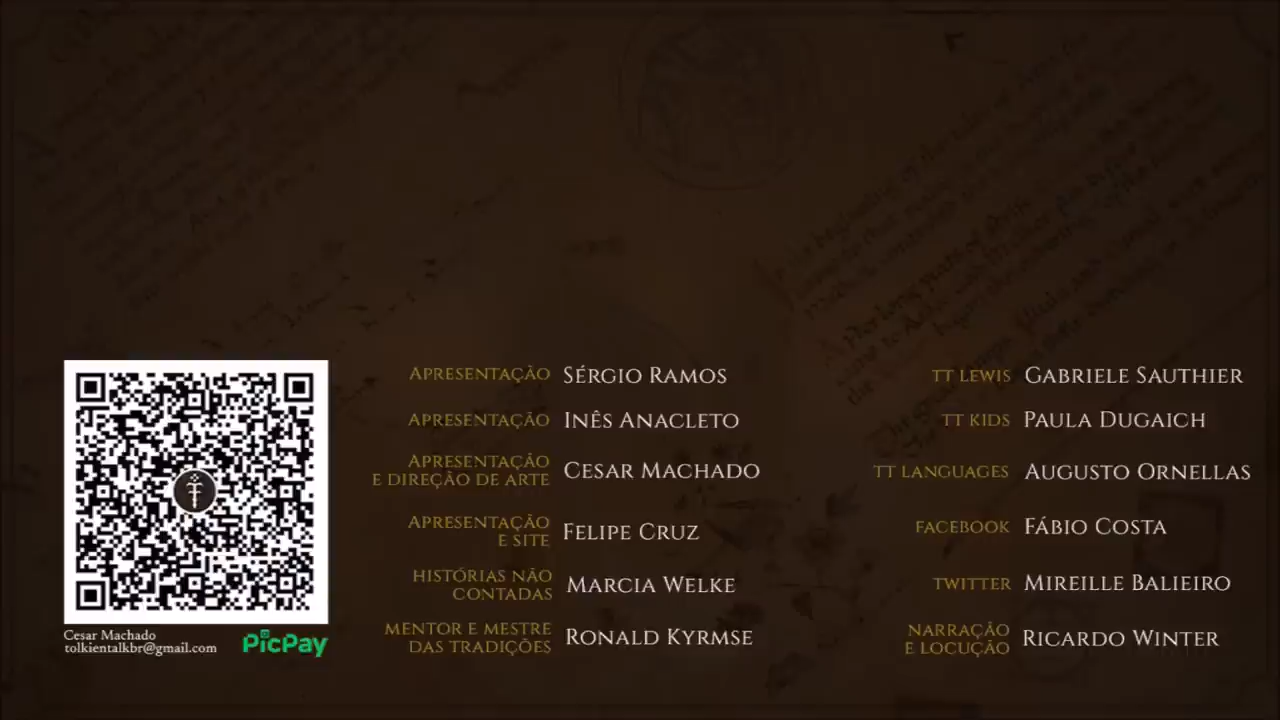 APRESENTAÇÃO SÉRGIO RAMOS
APRESENTAÇÃO INÊS ANACLETO
APRESENTAÇÃO
E DIREÇÃO DE ARTE CESAR MACHADO
APRESENTAÇÃO
E SITE FELIPE CRUZ
HISTÓRIAS NÃO
CONTADAS MARCIA WELKE
MENTOR E MESTRE
DAS TRADIÇÕES RONALD KYRMSE
TT LEWIS GABRIELE SAUTHIER
TT KIDS PAULA DUGAICH
TT LANGUAGES AUGUSTO ORNELLAS
FACEBOOK FÁBIO COSTA
TWITTER MIREILLE BALIEIRO
NARRAÇÃO
E LOCUÇÃO RICARDO WINTER
Cesar Machado
tolkientalkbr@gmail.com
PicPay